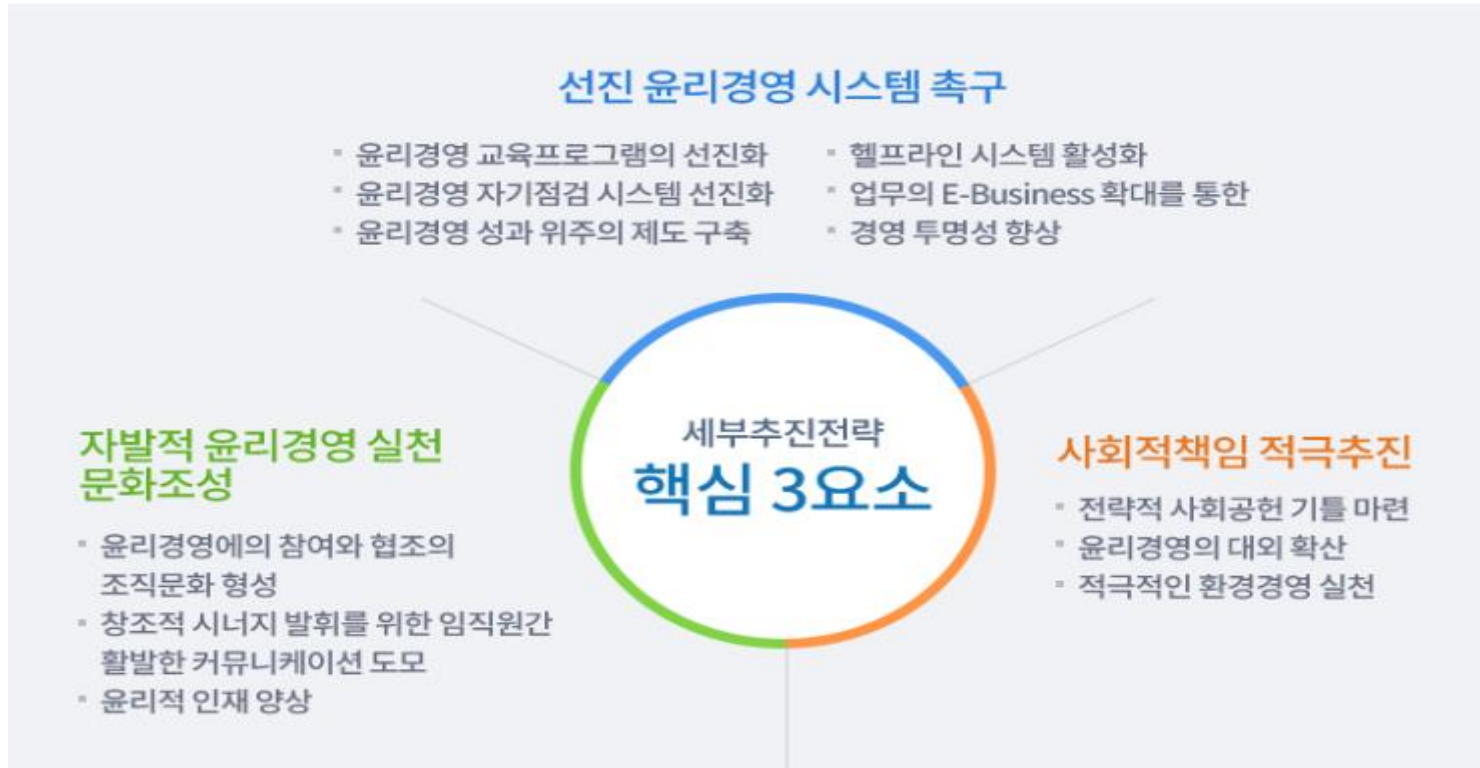 선진 윤리경영 시스템 촉구
▪ 윤리경영 교육프로그램의 선진화
▪ 윤리경영 자기점검 시스템 선진화
▪ 윤리경영 성과 위주의 제도 구축
▪ 헬프라인 시스템 활성화
▪ 업무의 E-Business 확대를 통한
▪ 경영 투명성 향상
세부추진전략
핵심 3요소
자발적 윤리경영 실천
문화조성
▪ 윤리경영에의 참여와 협조의
조직문화 형성
▪ 창조적 시너지 발휘를 위한 임직원간
활발한 커뮤니케이션 도모
▪ 윤리적 인재 양상
사회적책임 적극추진
▪ 전략적 사회공헌 기틀 마련
▪ 윤리경영의 대외 확산
▪ 적극적인 환경경영 실천